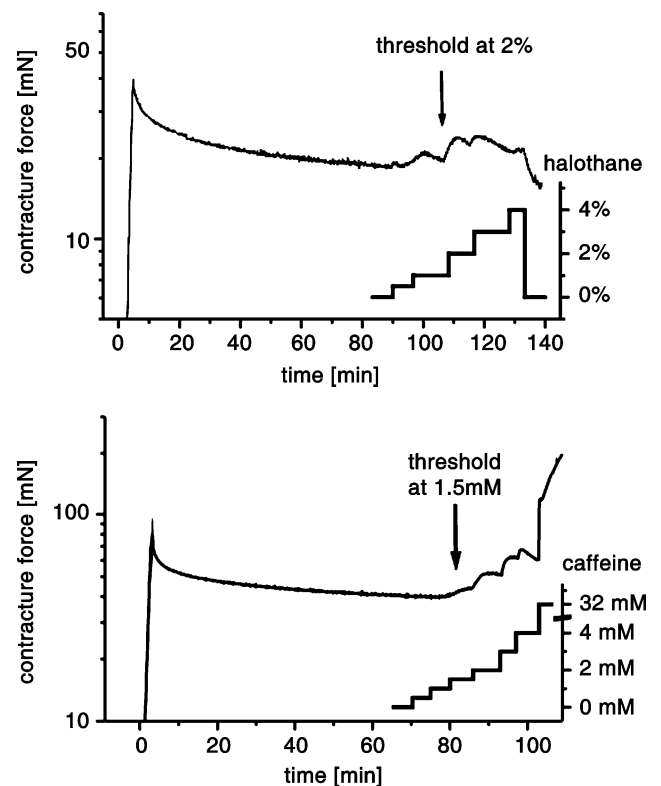 50
10
contracture force [mN]
threshold at 2%
halothane
4%
2%
0%
0 20 40 60 80 100 120 140
time [min]
300
100
10
contracture force [mN]
threshold
at 1.5mM
caffeine
32 mM
4 mM
2 mM
0 mM
0 20 40 60 80 100
time [min]